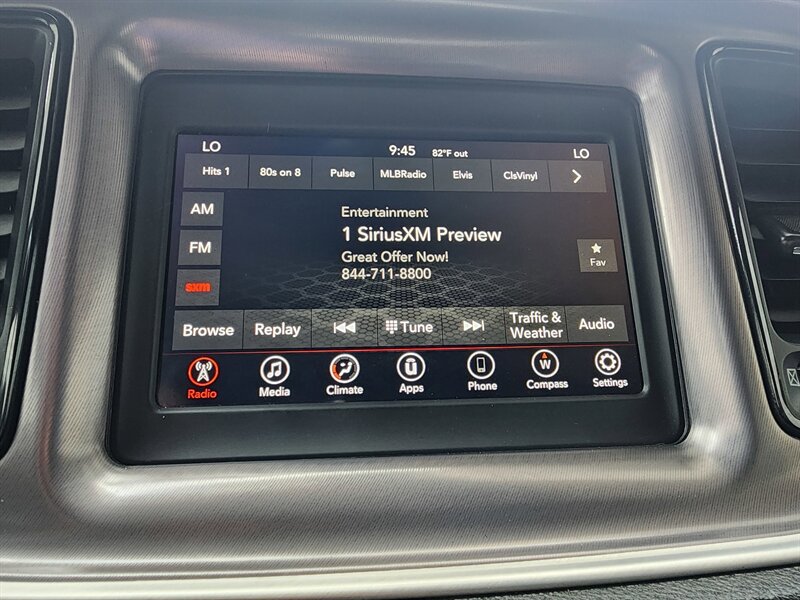 LO 9:45 82°F out LO
Hits 1 80s on 8 Pulse MLBRadio Elvis ClsVinyl
AM
FM
sxm
Entertainment
1 SiriusXM Preview
Great Offer Now!
844-711-8800
Fav
Browse Replay Tune Traffic & Weather Audio
Radio Media Climate Apps U Phone W Compass Settings